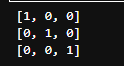 [1, 0, 0]
[0, 1, 0]
[0, 0, 1]